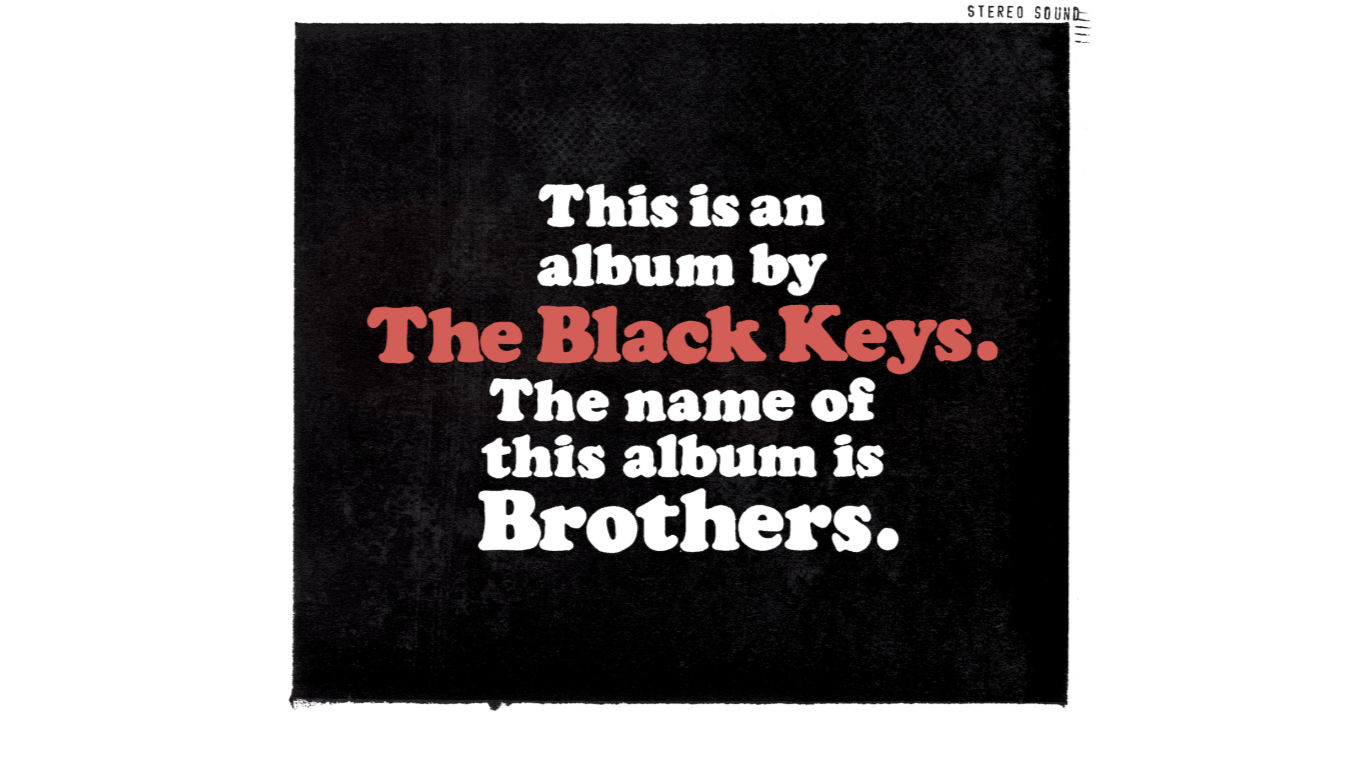 STEREO SOUND
This is an
album by
The Black Keys.
The name of
this album is
Brothers.